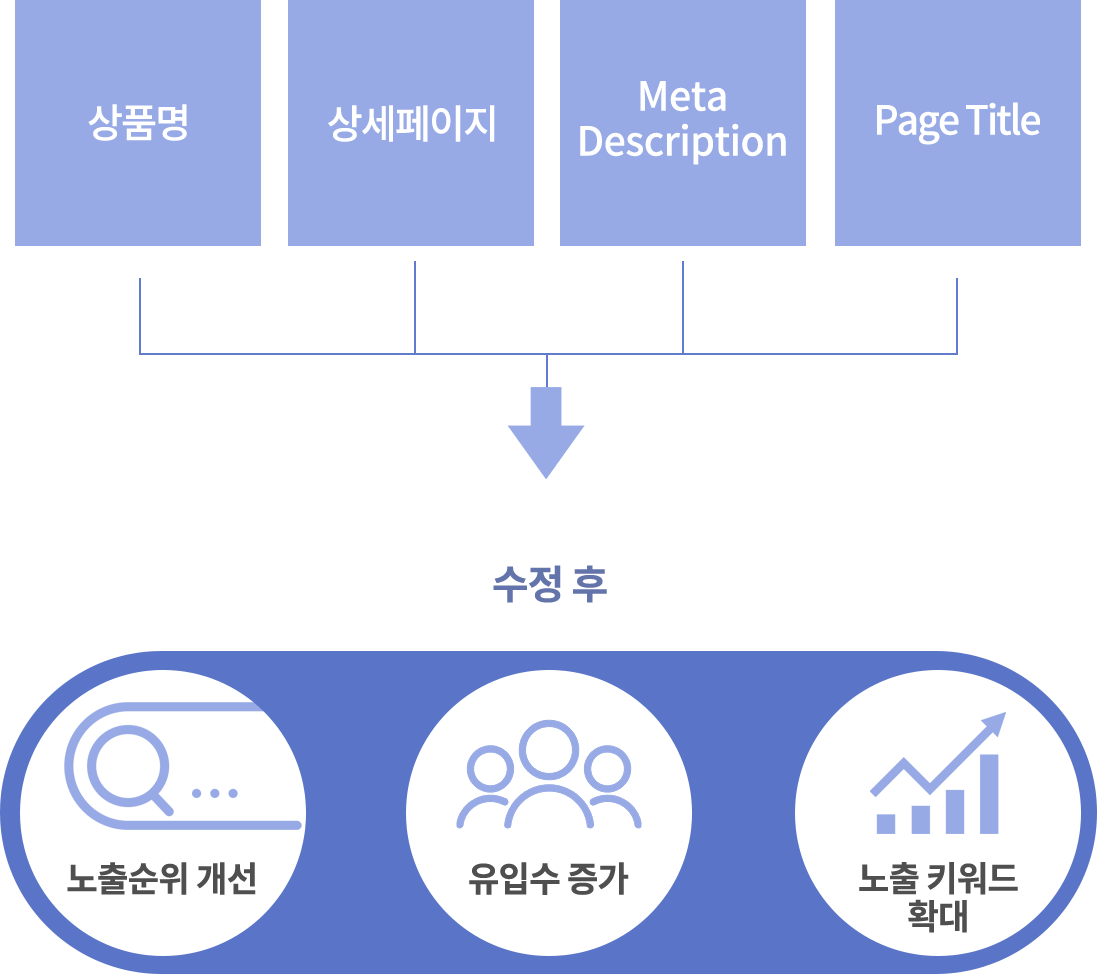 상품명
상세페이지
Meta
Description
Page Title
수정 후
노출순위 개선
유입수 증가
노출 키워드
확대